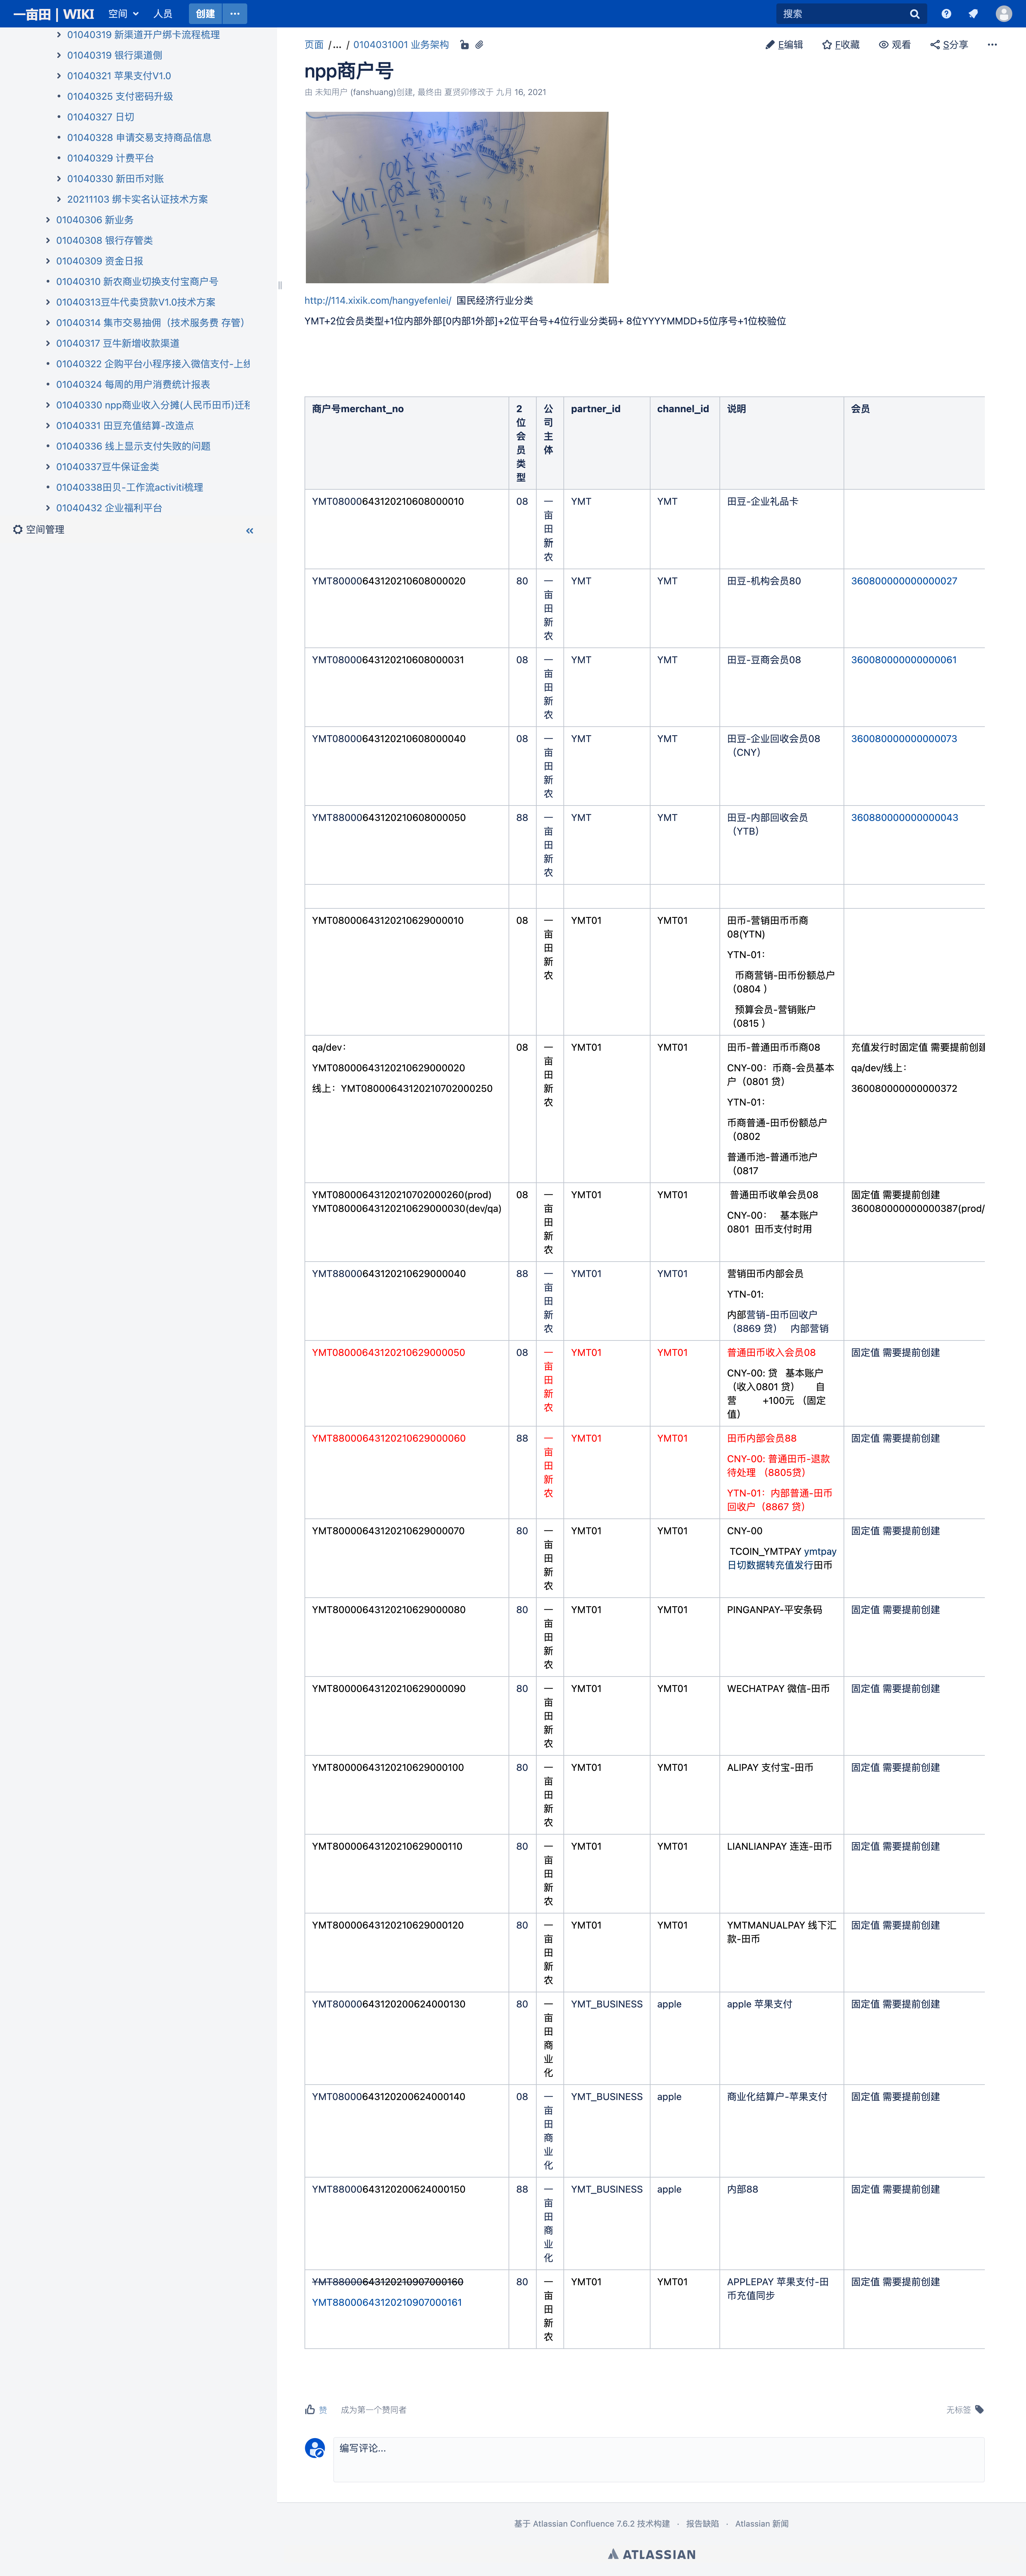 一亩田 | WIKI 空间 人员 创建 ··· 搜索
01040319 新渠道开户绑卡流程梳理
01040319 银行渠道侧
01040321 苹果支付V1.0
01040325 支付密码升级
01040327 日切
01040328 申请交易支持商品信息
01040329 计费平台
01040330 新田币对账
20211103 绑卡实名认证技术方案
01040306 新业务
01040308 银行存管类
01040309 资金日报
01040310 新农商业切换支付宝商户号
01040313豆牛代卖贷款V1.0技术方案
01040314 集市交易抽佣（技术服务费 存管）
01040317 豆牛新增收款渠道
01040322 企购平台小程序接入微信支付-上线
01040324 每周的用户消费统计报表
01040330 npp商业收入分摊(人民币田币)迁移
01040331 田豆充值结算-改造点
01040336 线上显示支付失败的问题
01040337豆牛保证金类
01040338田贝-工作流activiti梳理
01040432 企业福利平台
空间管理
页面 /... / 0104031001 业务架构 E编辑 F收藏 观看 S分享 ···
npp商户号
由 未知用户 (fanshuang)创建, 最终由 夏贤卯修改于 九月 16, 2021
http://114.xixik.com/hangyefenlei/ 国民经济行业分类
YMT+2位会员类型+1位内部外部[0内部1外部]+2位平台号+4位行业分类码+ 8位YYYYMMDD+5位序号+1位校验位
商户号merchant_no 2位会员类型 公司主体 partner_id channel_id 说明 会员
YMT08000643120210608000010 08 一亩田新农 YMT YMT 田豆-企业礼品卡
YMT80000643120210608000020 80 一亩田新农 YMT YMT 田豆-机构会员80 360800000000000027
YMT08000643120210608000031 08 一亩田新农 YMT YMT 田豆-豆商会员08 360080000000000061
YMT08000643120210608000040 08 一亩田新农 YMT YMT 田豆-企业回收会员08（CNY） 360080000000000073
YMT88000643120210608000050 88 一亩田新农 YMT YMT 田豆-内部回收会员（YTB） 360880000000000043
YMT08000643120210629000010 08 一亩田新农 YMT01 YMT01 田币-营销田币币商08(YTN)
YTN-01：
币商营销-田币份额总户（0804 ）
预算会员-营销账户（0815 ）
qa/dev： 08 一亩田新农 YMT01 YMT01 田币-普通田币币商08 充值发行时固定值 需要提前创建
YMT08000643120210629000020 CNY-00：币商-会员基本户（0801 贷） qa/dev/线上：
线上：YMT08000643120210702000250 YTN-01： 360080000000000372
币商普通-田币份额总户（0802
普通币池-普通币池户（0817
YMT08000643120210702000260(prod) 08 一亩田新农 YMT01 YMT01 普通田币收单会员08 固定值 需要提前创建
YMT08000643120210629000030(dev/qa) CNY-00： 基本账户0801 田币支付时用 360080000000000387(prod/
YMT88000643120210629000040 88 一亩田新农 YMT01 YMT01 营销田币内部会员
YTN-01:
内部营销-田币回收户（8869 贷） 内部营销
YMT08000643120210629000050 08 一亩田新农 YMT01 YMT01 普通田币收入会员08 固定值 需要提前创建
CNY-00: 贷 基本账户（收入0801 贷） 自营 +100元 （固定值）
YMT88000643120210629000060 88 一亩田新农 YMT01 YMT01 田币内部会员88 固定值 需要提前创建
CNY-00: 普通田币-退款待处理 （8805贷）
YTN-01：内部普通-田币回收户（8867 贷）
YMT80000643120210629000070 80 一亩田新农 YMT01 YMT01 CNY-00 固定值 需要提前创建
TCOIN_YMTPAY ymtpay日切数据转充值发行田币
YMT80000643120210629000080 80 一亩田新农 YMT01 YMT01 PINGANPAY-平安条码 固定值 需要提前创建
YMT80000643120210629000090 80 一亩田新农 YMT01 YMT01 WECHATPAY 微信-田币 固定值 需要提前创建
YMT80000643120210629000100 80 一亩田新农 YMT01 YMT01 ALIPAY 支付宝-田币 固定值 需要提前创建
YMT80000643120210629000110 80 一亩田新农 YMT01 YMT01 LIANLIANPAY 连连-田币 固定值 需要提前创建
YMT80000643120210629000120 80 一亩田新农 YMT01 YMT01 YMTMANUALPAY 线下汇款-田币 固定值 需要提前创建
YMT80000643120200624000130 80 一亩田商业化 YMT_BUSINESS apple apple 苹果支付 固定值 需要提前创建
YMT08000643120200624000140 08 一亩田商业化 YMT_BUSINESS apple 商业化结算户-苹果支付 固定值 需要提前创建
YMT88000643120200624000150 88 一亩田商业化 YMT_BUSINESS apple 内部88 固定值 需要提前创建
YMT88000643120210907000160 80 一亩田新农 YMT01 YMT01 APPLEPAY 苹果支付-田币充值同步 固定值 需要提前创建
YMT88000643120210907000161
赞 成为第一个赞同者 无标签
编写评论...
基于 Atlassian Confluence 7.6.2 技术构建 · 报告缺陷 · Atlassian 新闻
ATLASSIAN